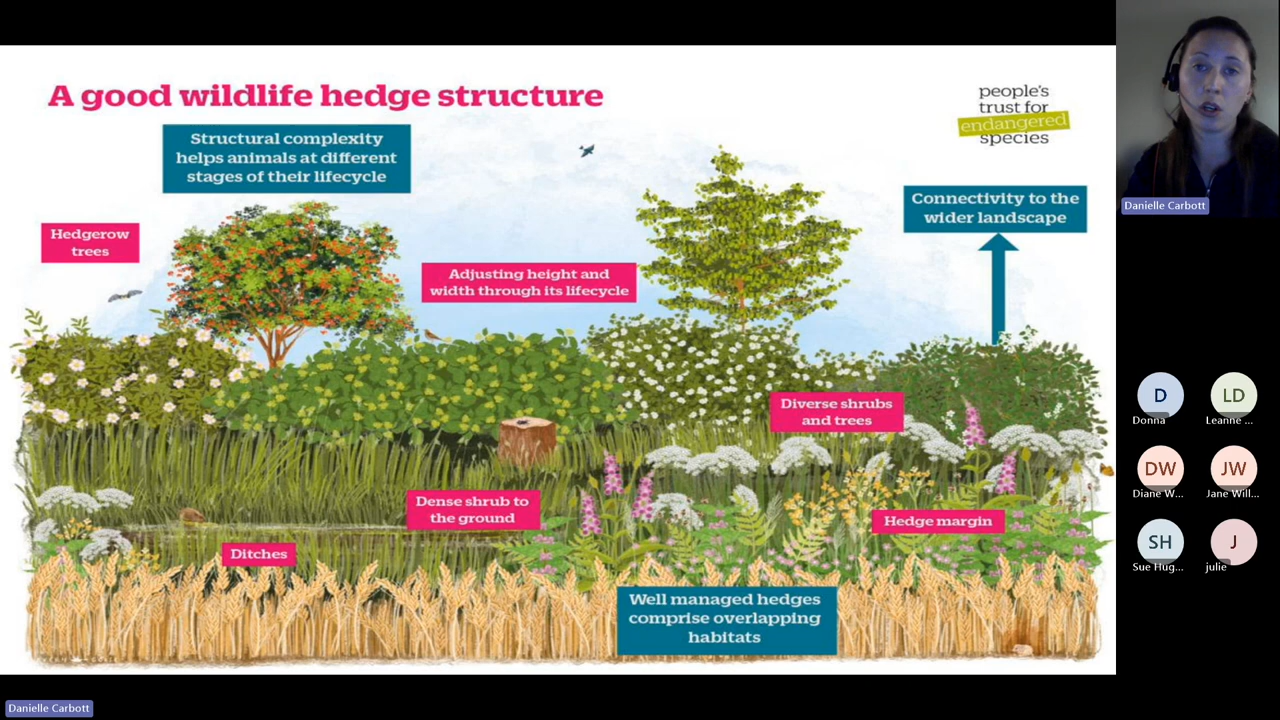 A good wildlife hedge structure
people's
trust for
endangered
species
Structural complexity
helps animals at different
stages of their lifecycle
Connectivity to the
wider landscape
Hedgerow
trees
Adjusting height and
width through its lifecycle
Diverse shrubs
and trees
Dense shrub to
the ground
Hedge margin
Ditches
Well managed hedges
comprise overlapping
habitats
Danielle Carbott
D
Donna
LD
Leanne ...
DW
Diane W...
JW
Jane Will...
SH
Sue Hug...
J
julie
Danielle Carbott